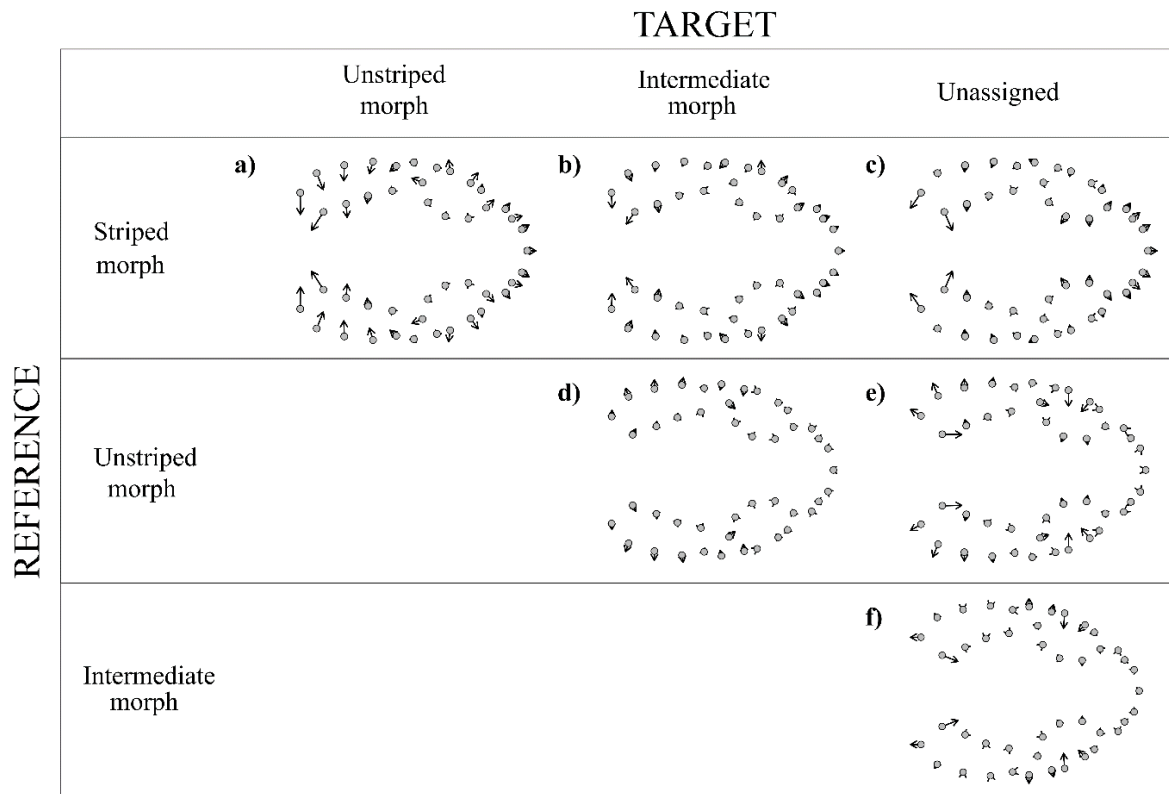 TARGET
Unstriped
morph
Intermediate
morph
Unassigned
REFERENCE
Striped
morph
a)
b)
c)
Unstriped
morph
d)
e)
Intermediate
morph
f)